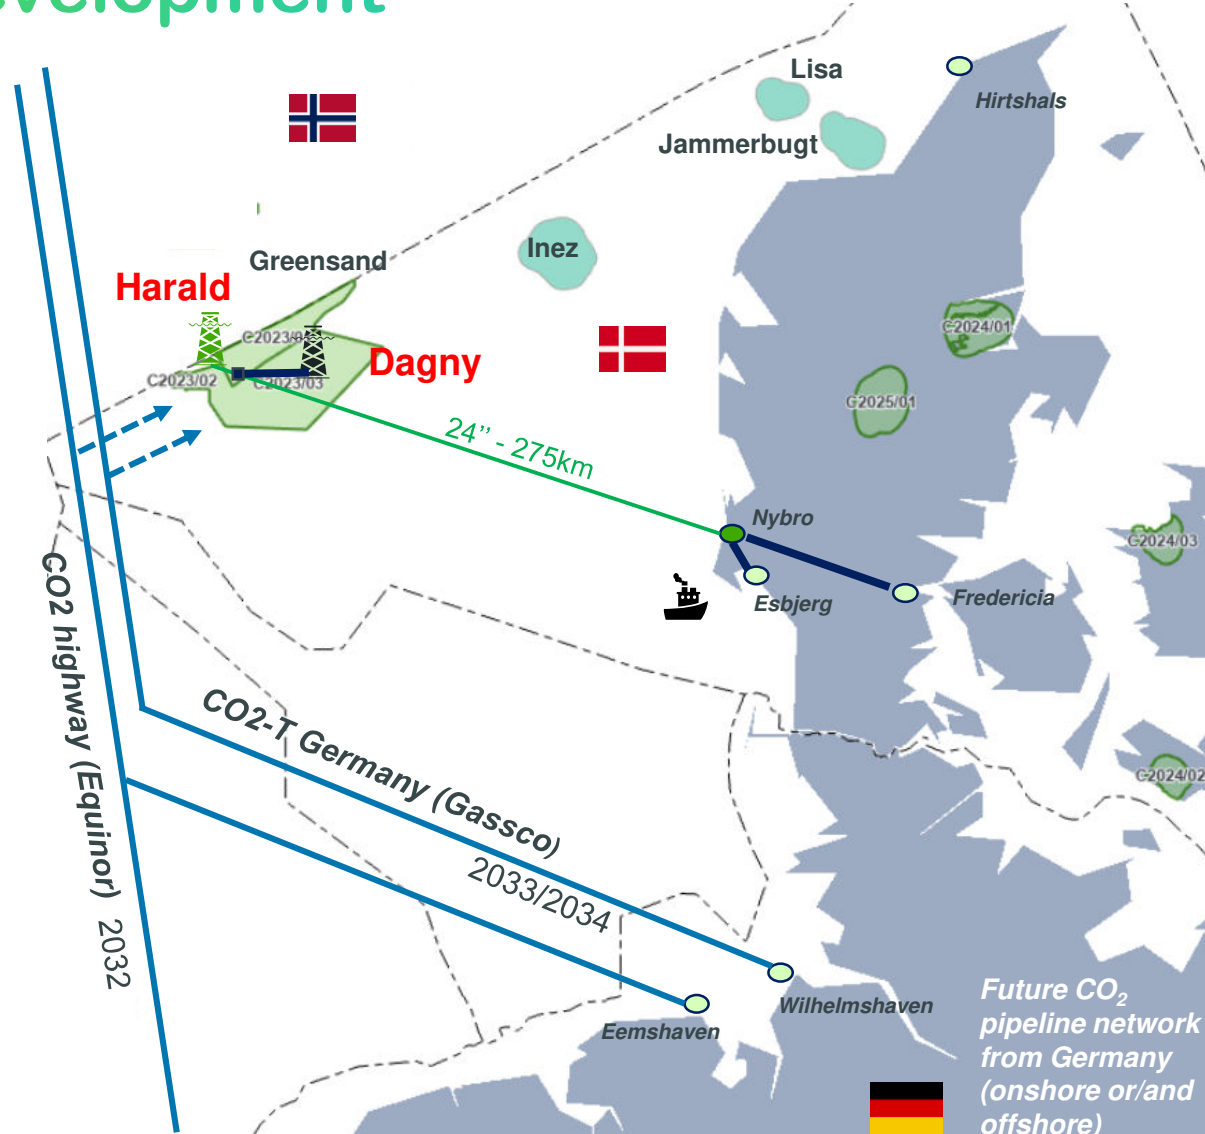 velopment
Lisa
Hirtshals
Jammerbugt
Inez
Greensand
Harald
C2024/01
Dagny
C2023/02
C2023/03
C2025/01
24’’ - 275km
Nybro
C2024/03
Esbjerg
Fredericia
CO2 highway (Equinor) 2032
CO2-T Germany (Gassco)
2033/2034
C2024/02
Wilhelmshaven
Eemshaven
Future CO2
pipeline network
from Germany
(onshore or/and
offshore)